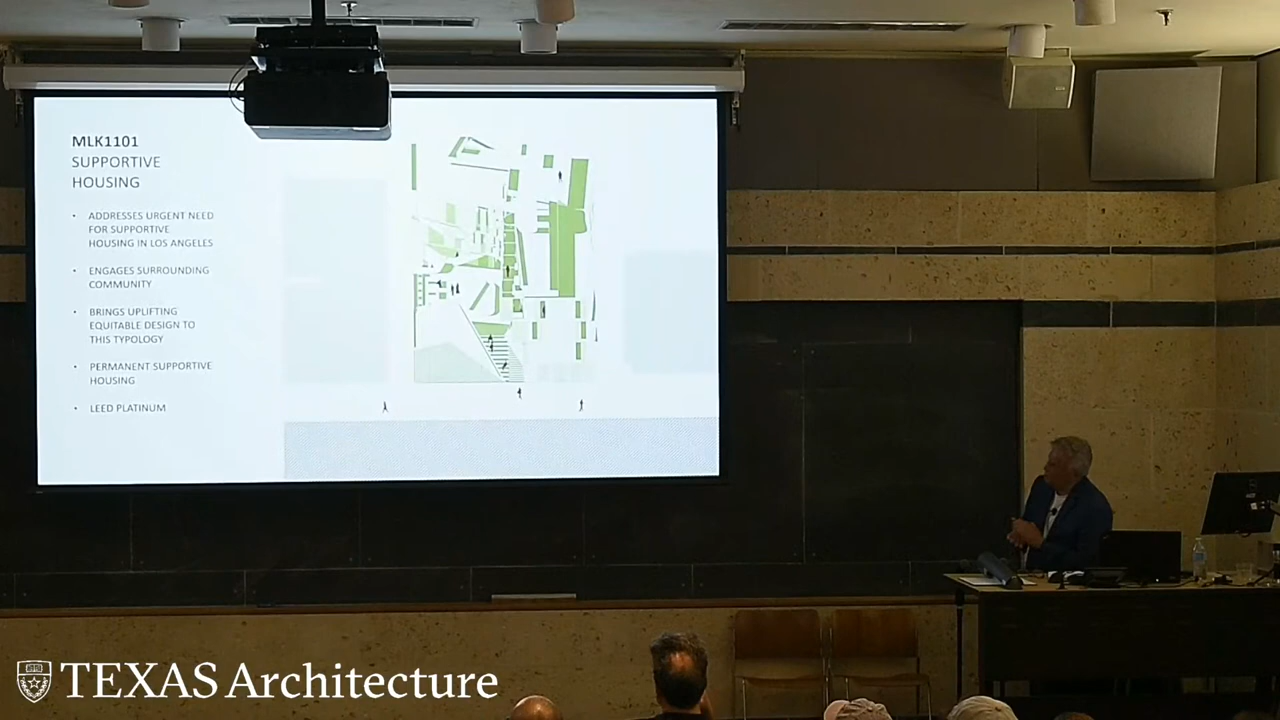 MLK1101
SUPPORTIVE
HOUSING
• ADDRESSES URGENT NEED
FOR SUPPORTIVE
HOUSING IN LOS ANGELES
• ENGAGES SURROUNDING
COMMUNITY
• BRINGS UPLIFTING
EQUITABLE DESIGN TO
THIS TYPOLOGY
• PERMANENT SUPPORTIVE
HOUSING
• LEED PLATINUM
TEXAS Architecture